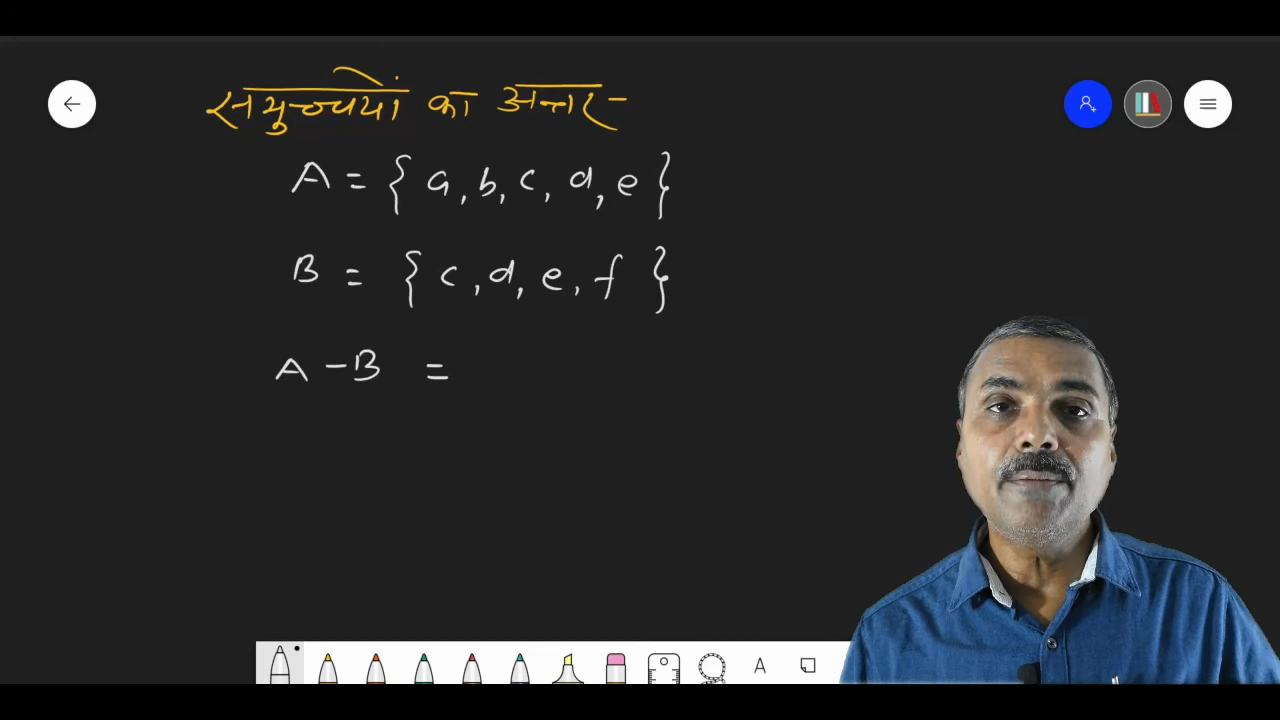 समुच्चयों का अन्तर -
A = { a, b, c, d, e }
B = { c, d, e, f }
A - B =
A